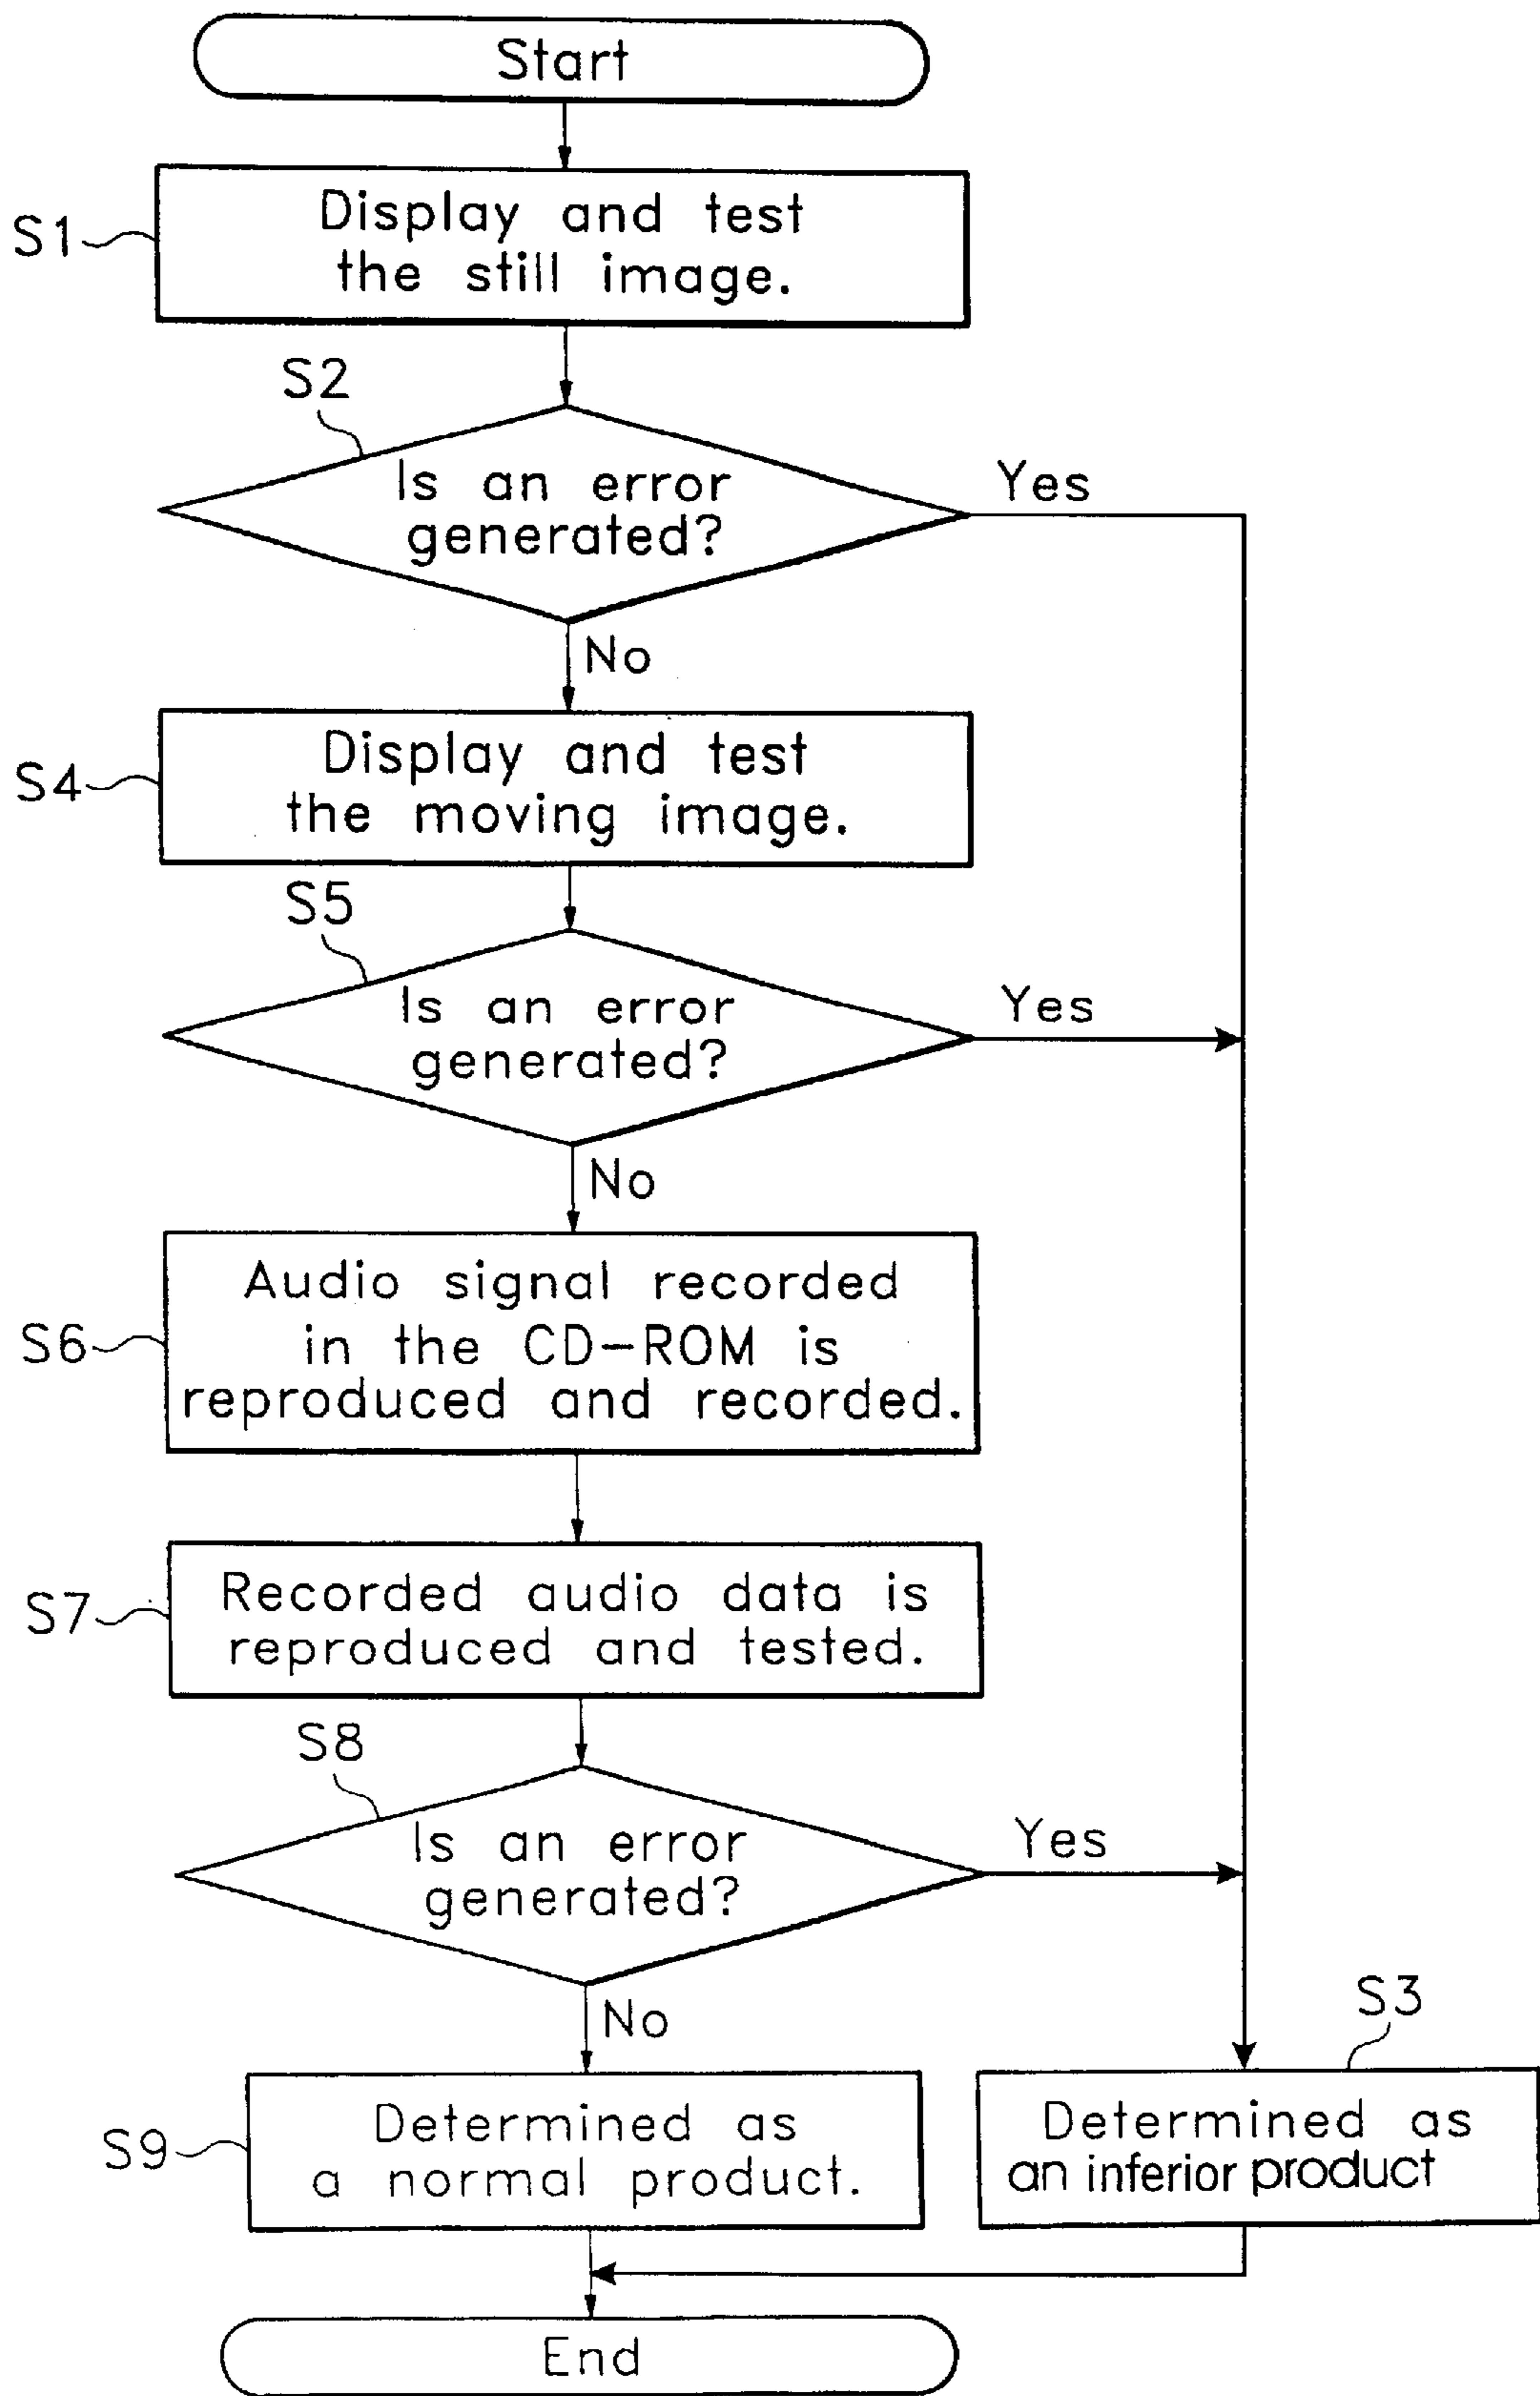 Start
S1
Display and test
the still image.
S2
Is an error
generated?
Yes
No
S4
Display and test
the moving image.
S5
Is an error
generated?
Yes
No
S6
Audio signal recorded
in the CD-ROM is
reproduced and recorded.
S7
Recorded audio data is
reproduced and tested.
S8
Is an error
generated?
Yes
No
S9
Determined as
a normal product.
S3
Determined as
an inferior product
End